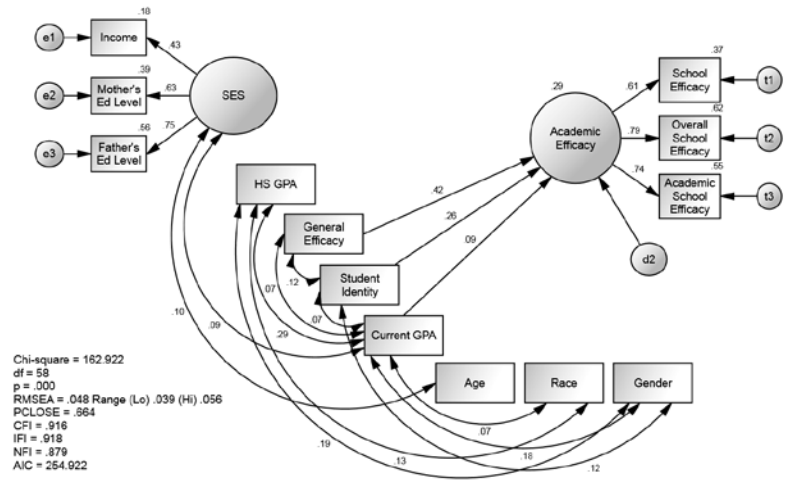 .18
e1
Income
.43
.39
e2
Mother's
Ed Level
.63
SES
.56
e3
Father's
Ed Level
.75
.37
School
Efficacy
t1
.29
.61
.62
Academic
Efficacy
.79
Overall
School
Efficacy
t2
.55
.74
Academic
School
Efficacy
t3
d2
HS GPA
General
Efficacy
.42
.12
Student
Identity
.26
.07
.07
.29
Current GPA
.09
.10
.09
Age
Race
Gender
.07
.19
.13
.18
.12
Chi-square = 162.922
df = 58
p = .000
RMSEA = .048 Range (Lo) .039 (Hi) .056
PCLOSE = .664
CFI = .916
IFI = .918
NFI = .879
AIC = 254.922